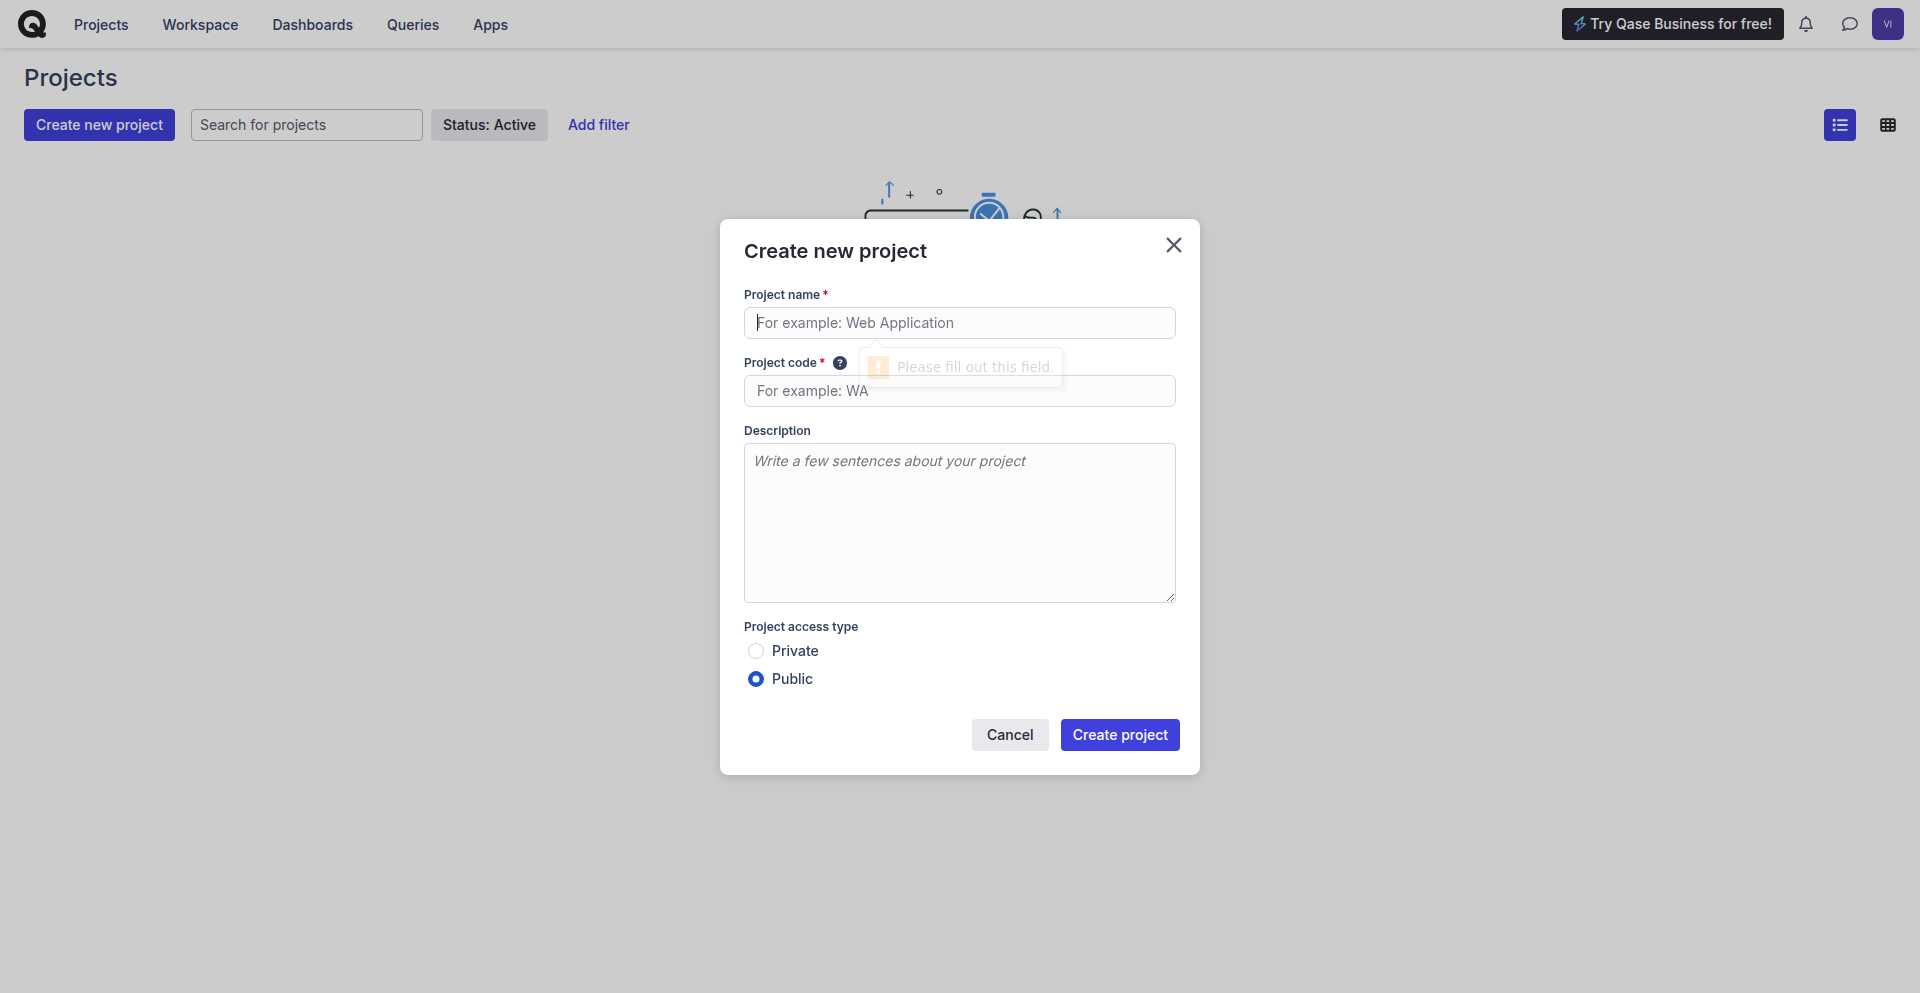 Projects
Workspace
Dashboards
Queries
Apps
Try Qase Business for free!
VI
Projects
Create new project
Search for projects
Status: Active
Add filter
Create new project
Project name *
For example: Web Application
Project code * ?
Please fill out this field.
For example: WA
Description
Write a few sentences about your project
Project access type
Private
Public
Cancel
Create project